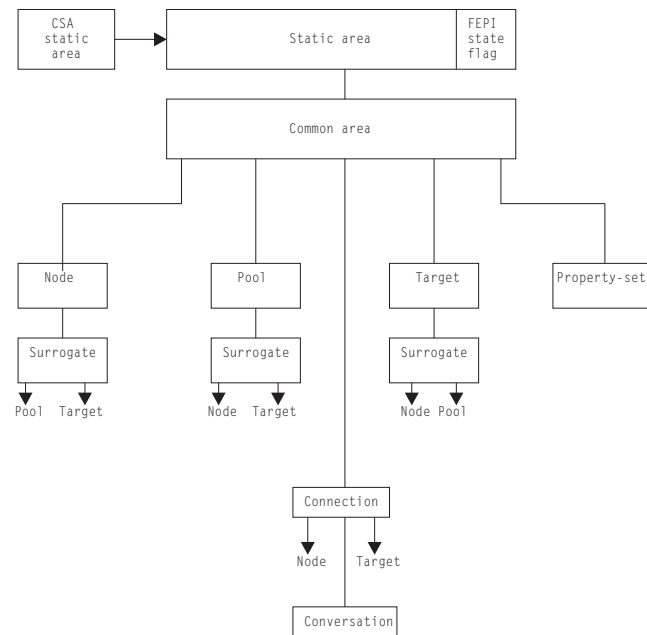 CSA
static
area
Static area
FEPI
state
flag
Common area
Node
Pool
Target
Property-set
Surrogate
Surrogate
Surrogate
Pool Target
Node Target
Node Pool
Connection
Node Target
Conversation